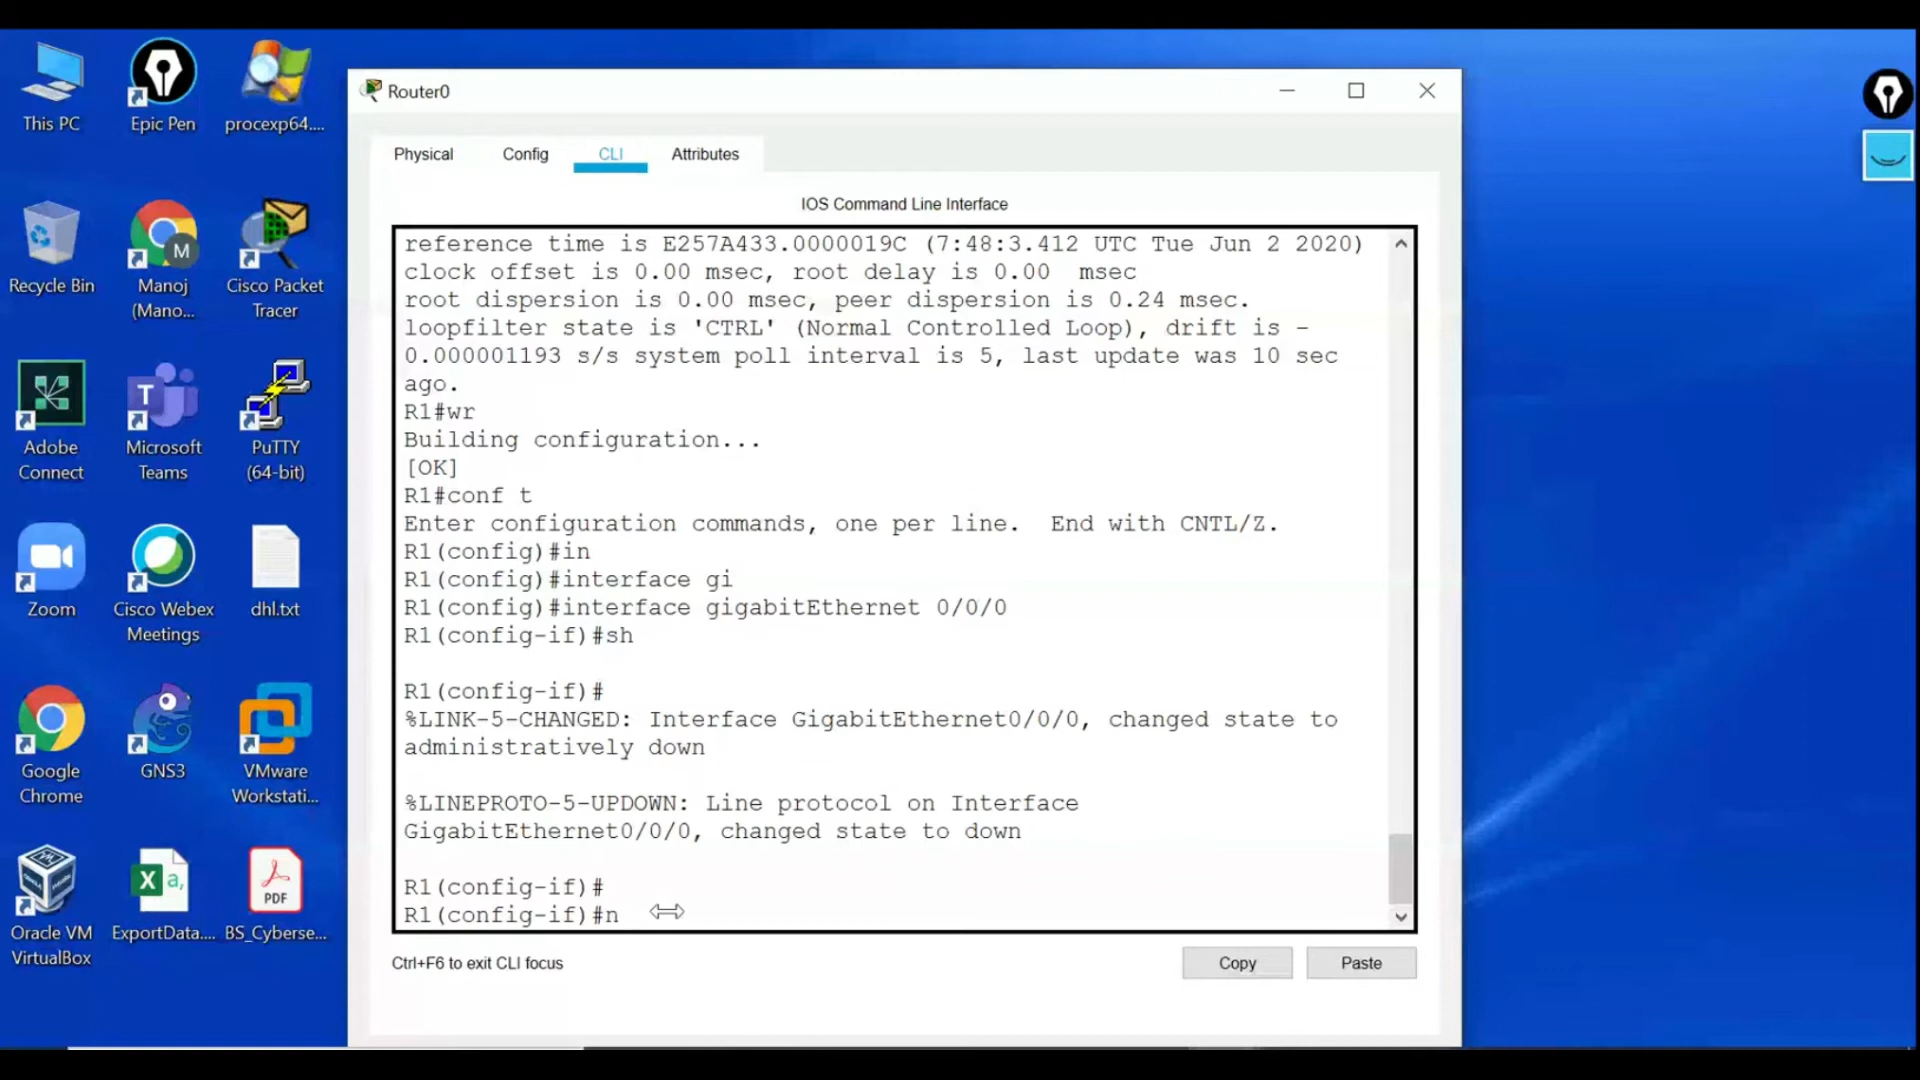 This PC
Epic Pen
procexp64....
Recycle Bin
Manoj
(Mano...
M
Cisco Packet
Tracer
Adobe
Connect
Microsoft
Teams
T
PuTTY
(64-bit)
Zoom
Cisco Webex
Meetings
dhl.txt
Google
Chrome
GNS3
VMware
Workstati...
Oracle VM
VirtualBox
X a,
ExportData....
PDF
BS_Cyberse...
Router0
Physical
Config
CLI
Attributes
IOS Command Line Interface
reference time is E257A433.0000019C (7:48:3.412 UTC Tue Jun 2 2020)
clock offset is 0.00 msec, root delay is 0.00  msec
root dispersion is 0.00 msec, peer dispersion is 0.24 msec.
loopfilter state is 'CTRL' (Normal Controlled Loop), drift is -
0.000001193 s/s system poll interval is 5, last update was 10 sec
ago.
R1#wr
Building configuration...
[OK]
R1#conf t
Enter configuration commands, one per line.  End with CNTL/Z.
R1(config)#in
R1(config)#interface gi
R1(config)#interface gigabitEthernet 0/0/0
R1(config-if)#sh
R1(config-if)#
%LINK-5-CHANGED: Interface GigabitEthernet0/0/0, changed state to
administratively down
%LINEPROTO-5-UPDOWN: Line protocol on Interface
GigabitEthernet0/0/0, changed state to down
R1(config-if)#
R1(config-if)#n
Ctrl+F6 to exit CLI focus
Copy
Paste